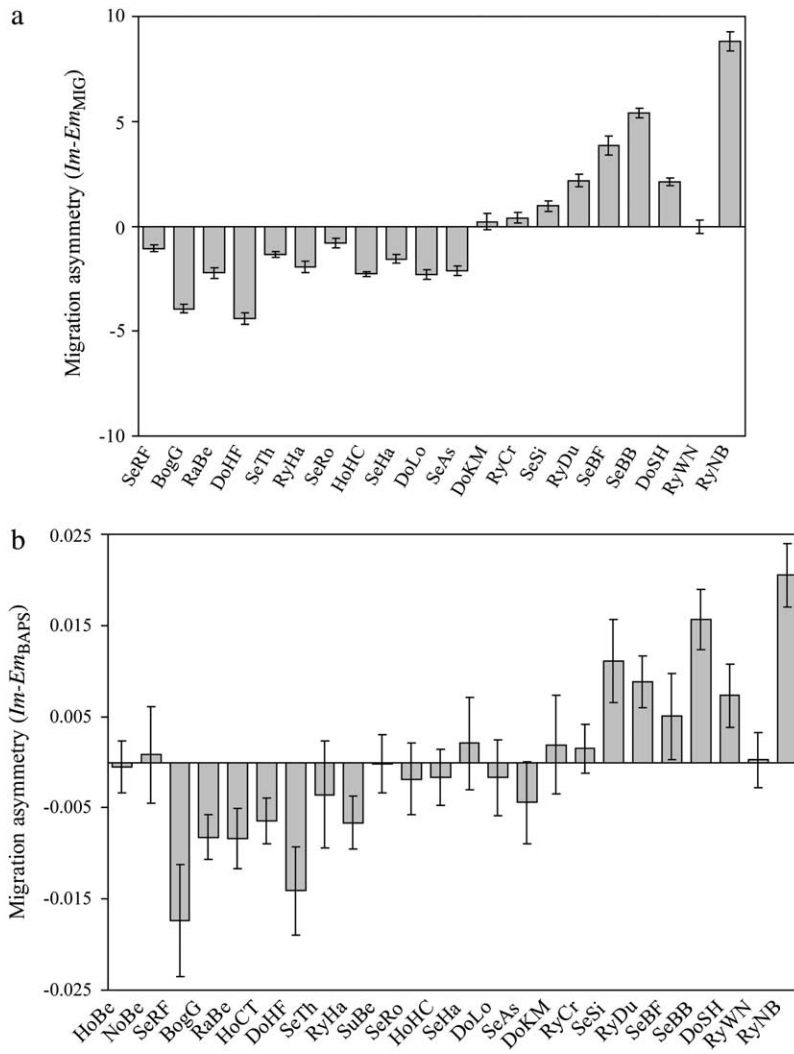 a
Migration asymmetry (Im-EmMIG)
10
5
0
-5
-10
SeRF
BogG
RaBe
DoHF
SeTh
RyHa
SeRo
HoHC
SeHa
DoLo
SeAs
DoKM
RyCr
SeSi
RyDu
SeBF
SeBB
DoSH
RyWN
RyNB
b
Migration asymmetry (Im-EmBAPS)
0.025
0.015
0.005
-0.005
-0.015
-0.025
HoBe
NoBe
SeRF
BogG
RaBe
HoCT
DoHF
SeTh
RyHa
SuBe
SeRo
HoHC
SeHa
DoLo
SeAs
DoKM
RyCr
SeSi
RyDu
SeBF
SeBB
DoSH
RyWN
RyNB